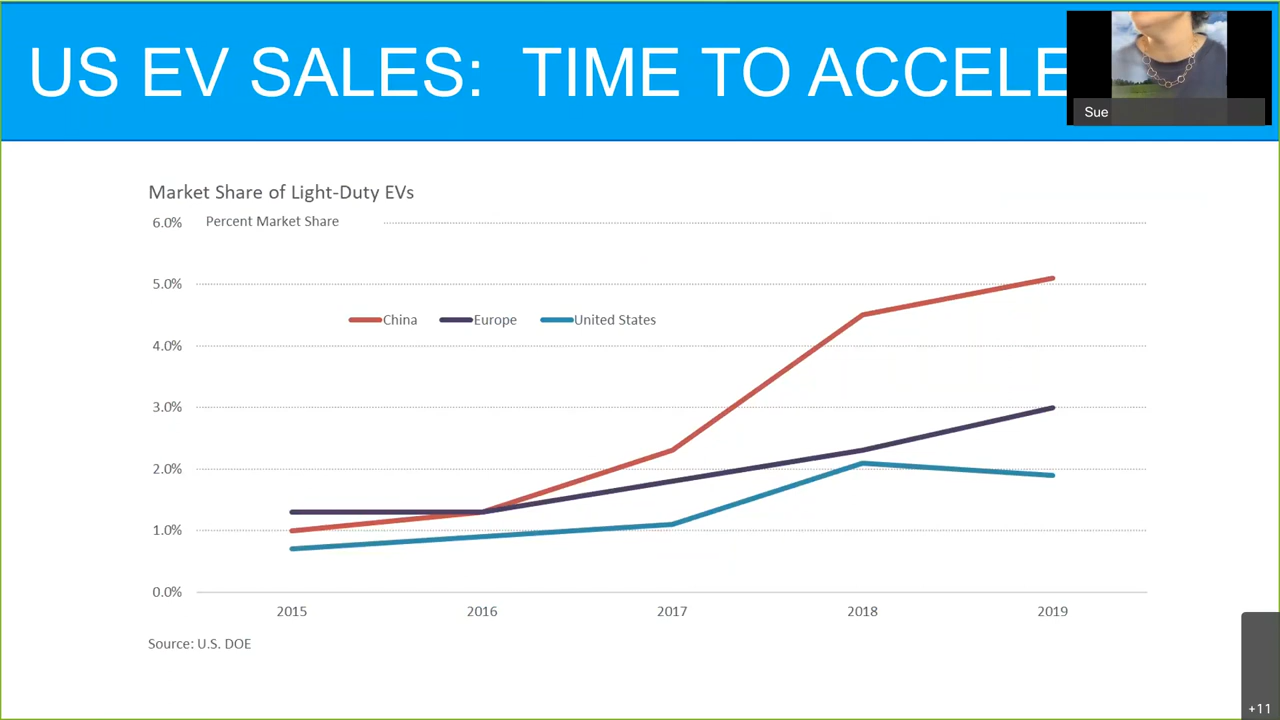 US EV SALES: TIME TO ACCELE
Sue
Market Share of Light-Duty EVs
6.0%
Percent Market Share
5.0%
China
Europe
United States
4.0%
3.0%
2.0%
1.0%
0.0%
2015
2016
2017
2018
2019
Source: U.S. DOE
+11